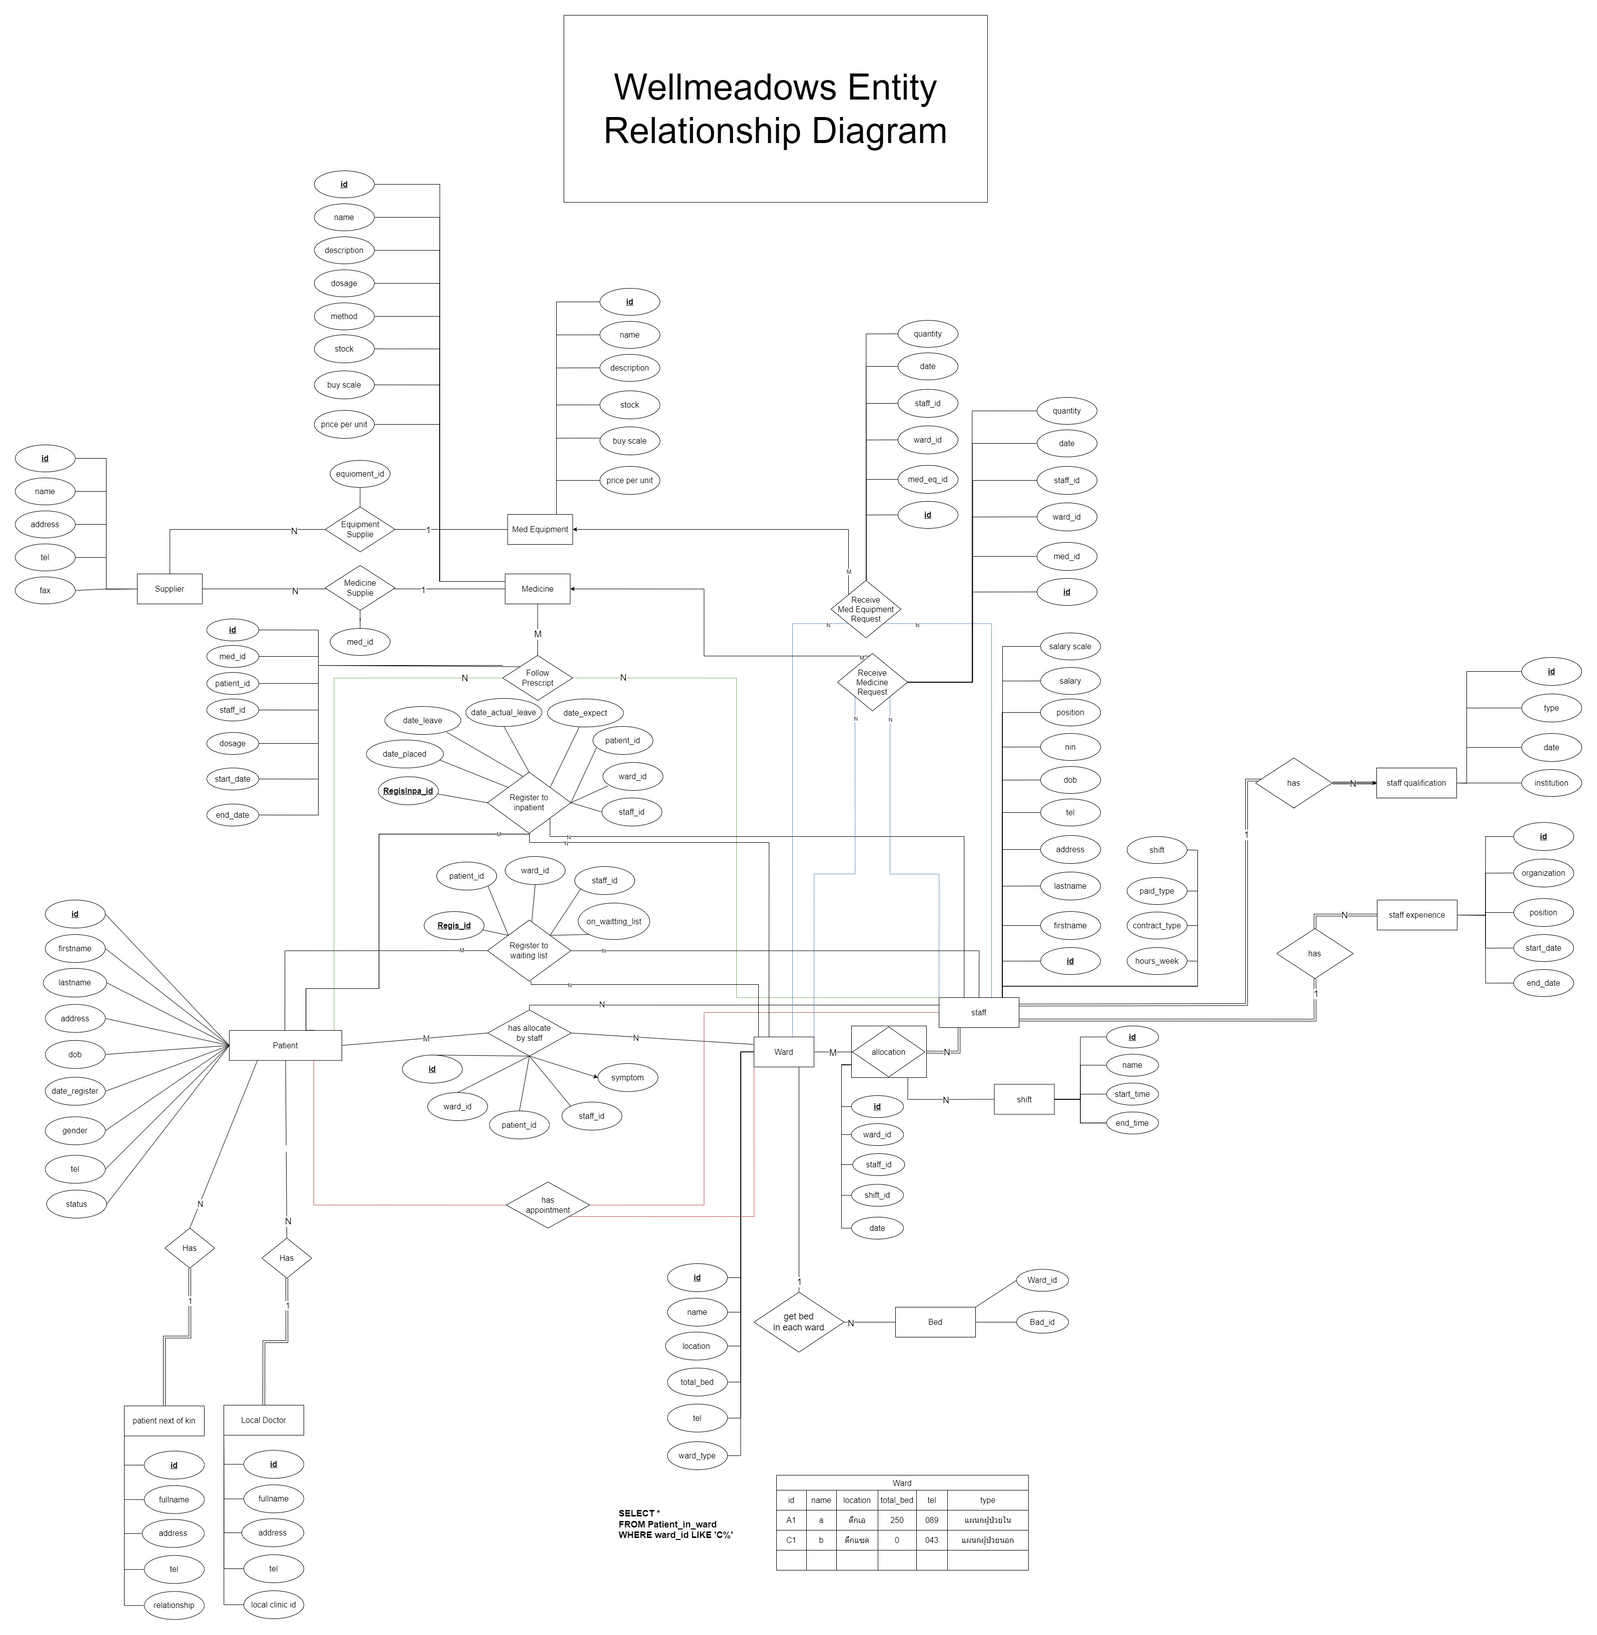 Wellmeadows Entity
Relationship Diagram
id
name
description
dosage
method
stock
buy scale
price per unit
id
name
description
stock
buy scale
price per unit
quantity
date
staff_id
ward_id
med_eq_id
id
quantity
date
staff_id
ward_id
med_id
id
id
name
address
tel
fax
equioment_id
N
Equipment
Supplie
1
Med Equipment
Supplier
N
Medicine
Supplie
1
Medicine
med_id
M
Receive
Med Equipment
Request
N
N
M
Receive
Medicine
Request
N
N
id
med_id
patient_id
staff_id
dosage
start_date
end_date
M
N
Follow
Prescript
N
date_leave
date_actual_leave
date_expect
date_placed
patient_id
RegisInpa_id
ward_id
staff_id
Register to
inpatient
M
N
N
salary scale
salary
position
nin
dob
tel
address
lastname
firstname
id
shift
paid_type
contract_type
hours_week
has
N
1
staff qualification
id
type
date
institution
has
N
1
staff experience
id
organization
position
start_date
end_date
patient_id
ward_id
staff_id
Regis_id
on_waitting_list
Register to
waiting list
M
N
N
id
firstname
lastname
address
dob
date_register
gender
tel
status
Patient
M
has allocate
by staff
N
N
id
ward_id
patient_id
staff_id
symptom
staff
Ward
M
allocation
N
N
shift
id
name
start_time
end_time
id
ward_id
staff_id
shift_id
date
has
appointment
N
Has
1
N
Has
1
patient next of kin
id
fullname
address
tel
relationship
Local Doctor
id
fullname
address
tel
local clinic id
id
name
location
total_bed
tel
ward_type
1
get bed
in each ward
N
Bed
Ward_id
Bad_id
SELECT *
FROM Patient_in_ward
WHERE ward_id LIKE 'C%'
Ward
id name location total_bed tel type
A1 a ตึกเอ 250 089 แผนกผู้ป่วยใน
C1 b ตึกแซด 0 043 แผนกผู้ป่วยนอก